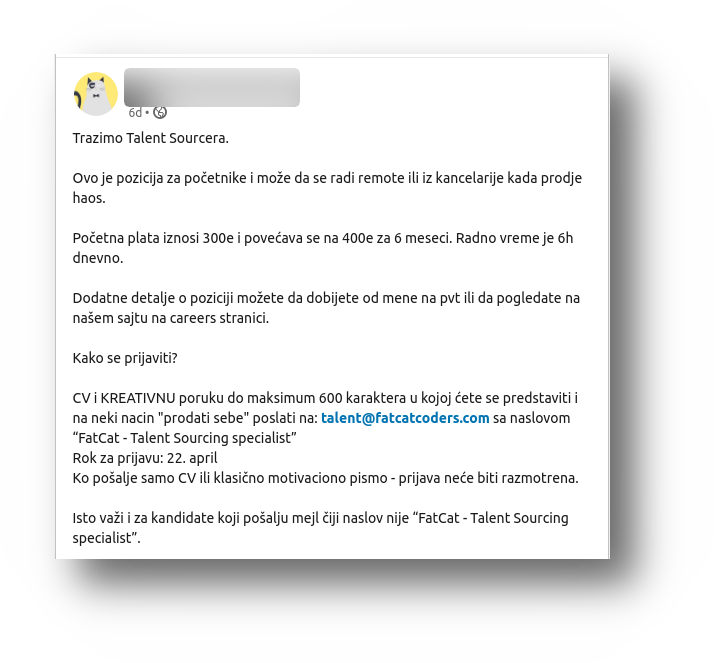 6d •
Trazimo Talent Sourcera.
Ovo je pozicija za početnike i može da se radi remote ili iz kancelarije kada prodje
haos.
Početna plata iznosi 300e i povećava se na 400e za 6 meseci. Radno vreme je 6h
dnevno.
Dodatne detalje o poziciji možete da dobijete od mene na pvt ili da pogledate na
našem sajtu na careers stranici.
Kako se prijaviti?
CV i KREATIVNU poruku do maksimum 600 karaktera u kojoj ćete se predstaviti i
na neki nacin "prodati sebe" poslati na: talent@fatcatcoders.com sa naslovom
“FatCat - Talent Sourcing specialist”
Rok za prijavu: 22. april
Ko pošalje samo CV ili klasično motivaciono pismo - prijava neće biti razmotrena.
Isto važi i za kandidate koji pošalju mejl čiji naslov nije “FatCat - Talent Sourcing
specialist”.